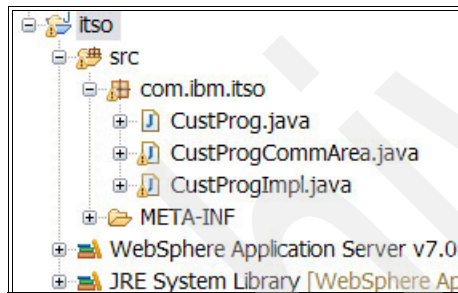 itso
src
com.ibm.itso
CustProg.java
CustProgCommArea.java
CustProgImpl.java
META-INF
WebSphere Application Server v7.0
JRE System Library [WebSphere Ap